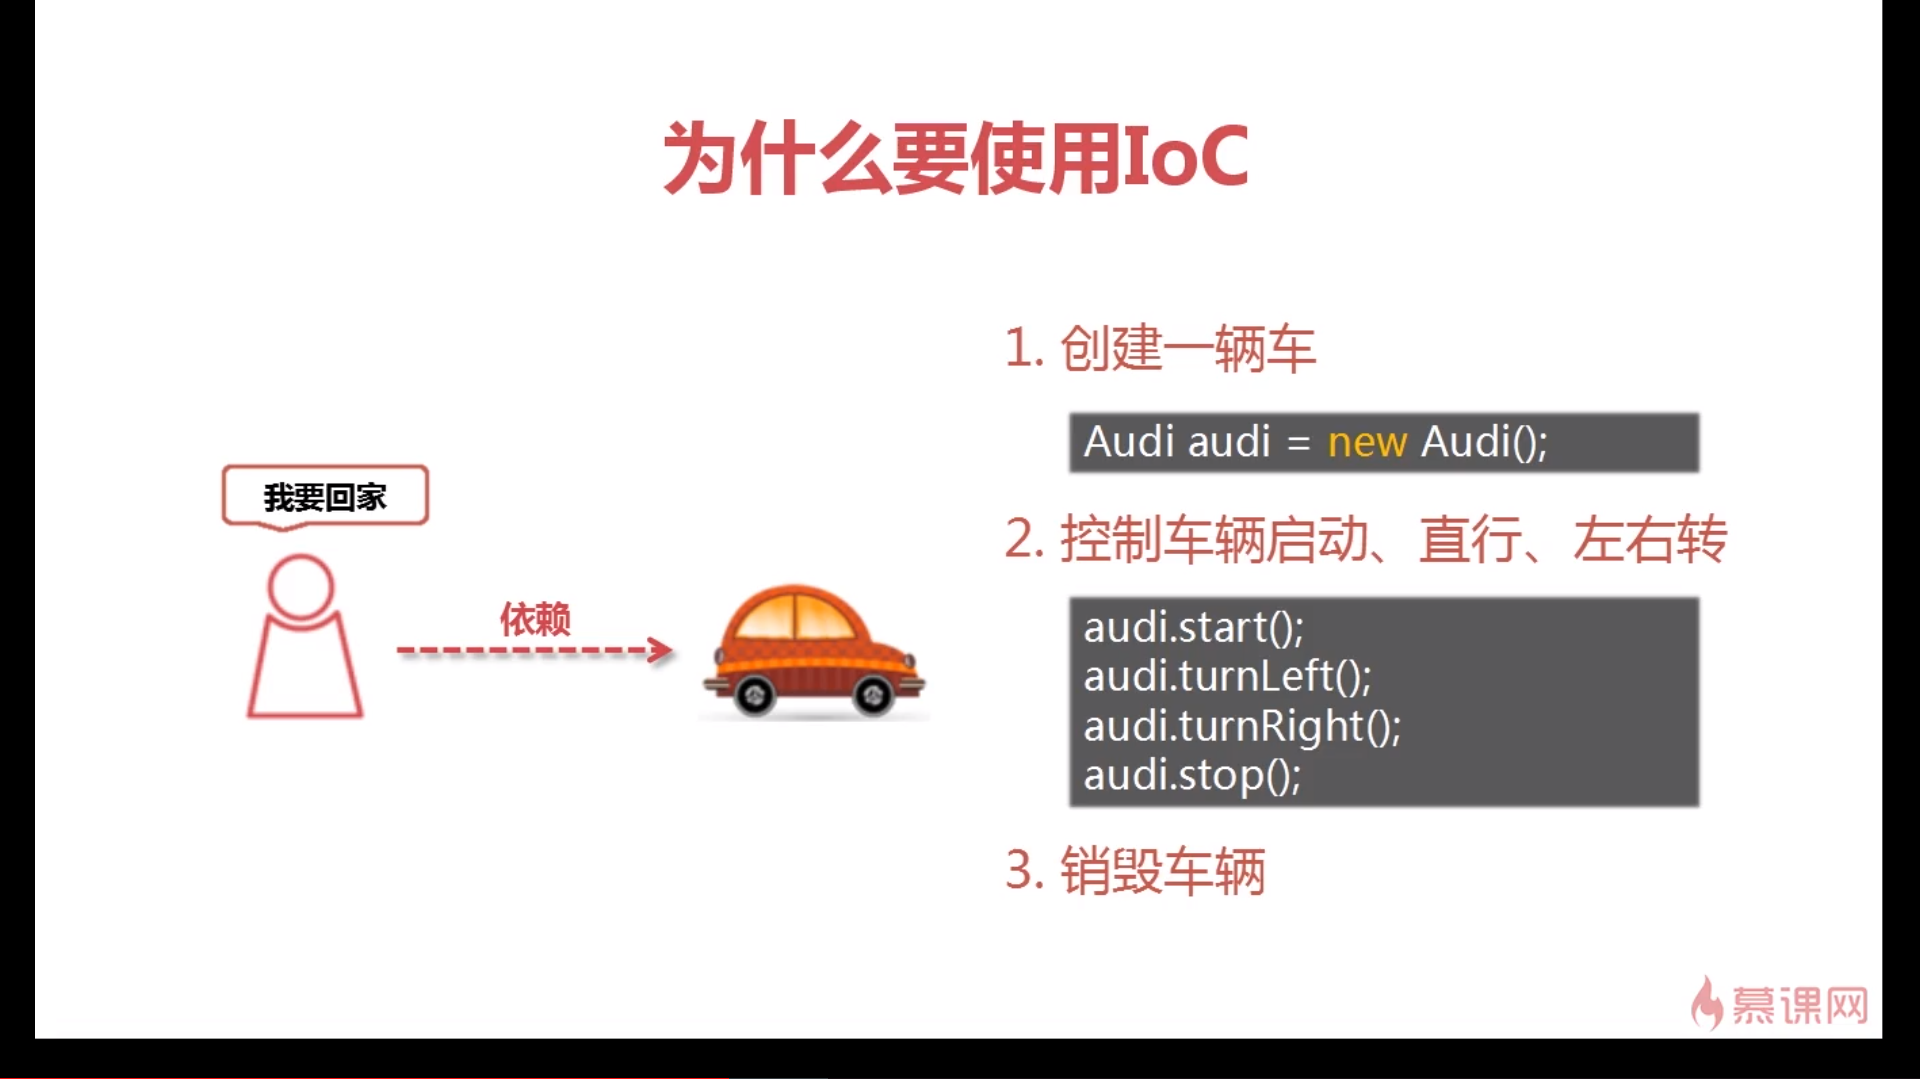 为什么要使用IoC
我要回家
依赖
1. 创建一辆车
Audi audi = new Audi();
2. 控制车辆启动、直行、左右转
audi.start();
audi.turnLeft();
audi.turnRight();
audi.stop();
3. 销毁车辆
慕课网